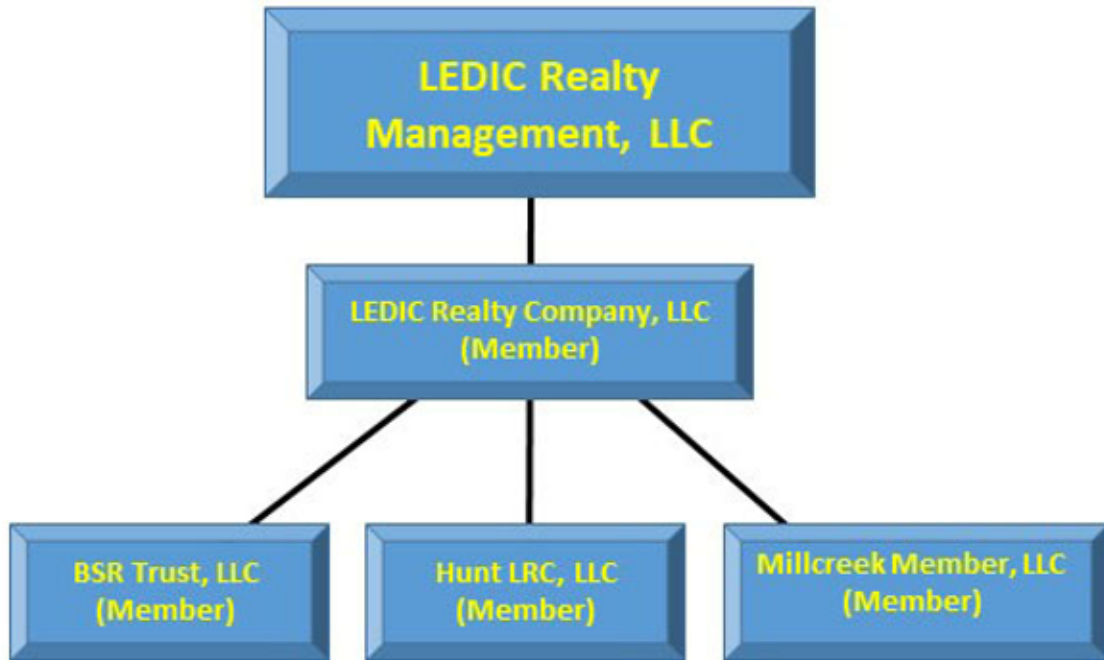 LEDIC Realty
Management, LLC
LEDIC Realty Company, LLC
(Member)
BSR Trust, LLC
(Member)
Hunt LRC, LLC
(Member)
Millcreek Member, LLC
(Member)